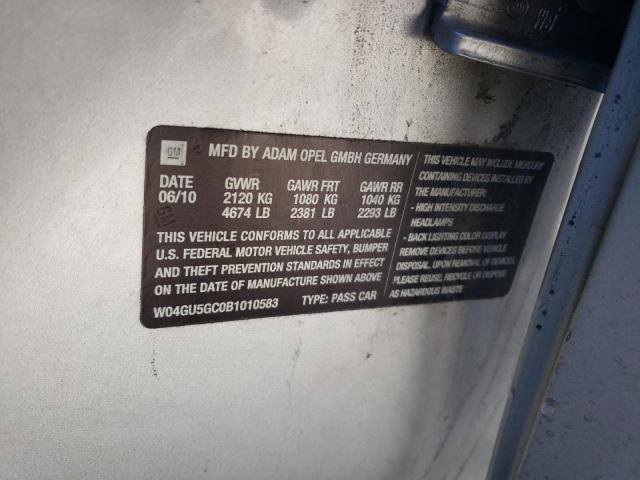 GM
MFD BY ADAM OPEL GMBH GERMANY
DATE GVWR GAWR FRT GAWR RR
06/10 2120 KG 1080 KG 1040 KG
4674 LB 2381 LB 2293 LB
THIS VEHICLE CONFORMS TO ALL APPLICABLE
U.S. FEDERAL MOTOR VEHICLE SAFETY, BUMPER
AND THEFT PREVENTION STANDARDS IN EFFECT
ON THE DATE OF MANUFACTURE SHOWN ABOVE
W04GU5GC0B1010583 TYPE: PASS CAR
THIS VEHICLE MAY INCLUDE MERCURY
CONTAINING DEVICES INSTALLED BY
THE MANUFACTURER:
- HIGH INTENSITY DISCHARGE
HEADLAMPS
- BACK LIGHTING COLOR DISPLAY
REMOVE DEVICES BEFORE VEHICLE
DISPOSAL. UPON REMOVAL OF DEVICES,
PLEASE REUSE, RECYCLE OR DISPOSE
AS HAZARDOUS WASTE